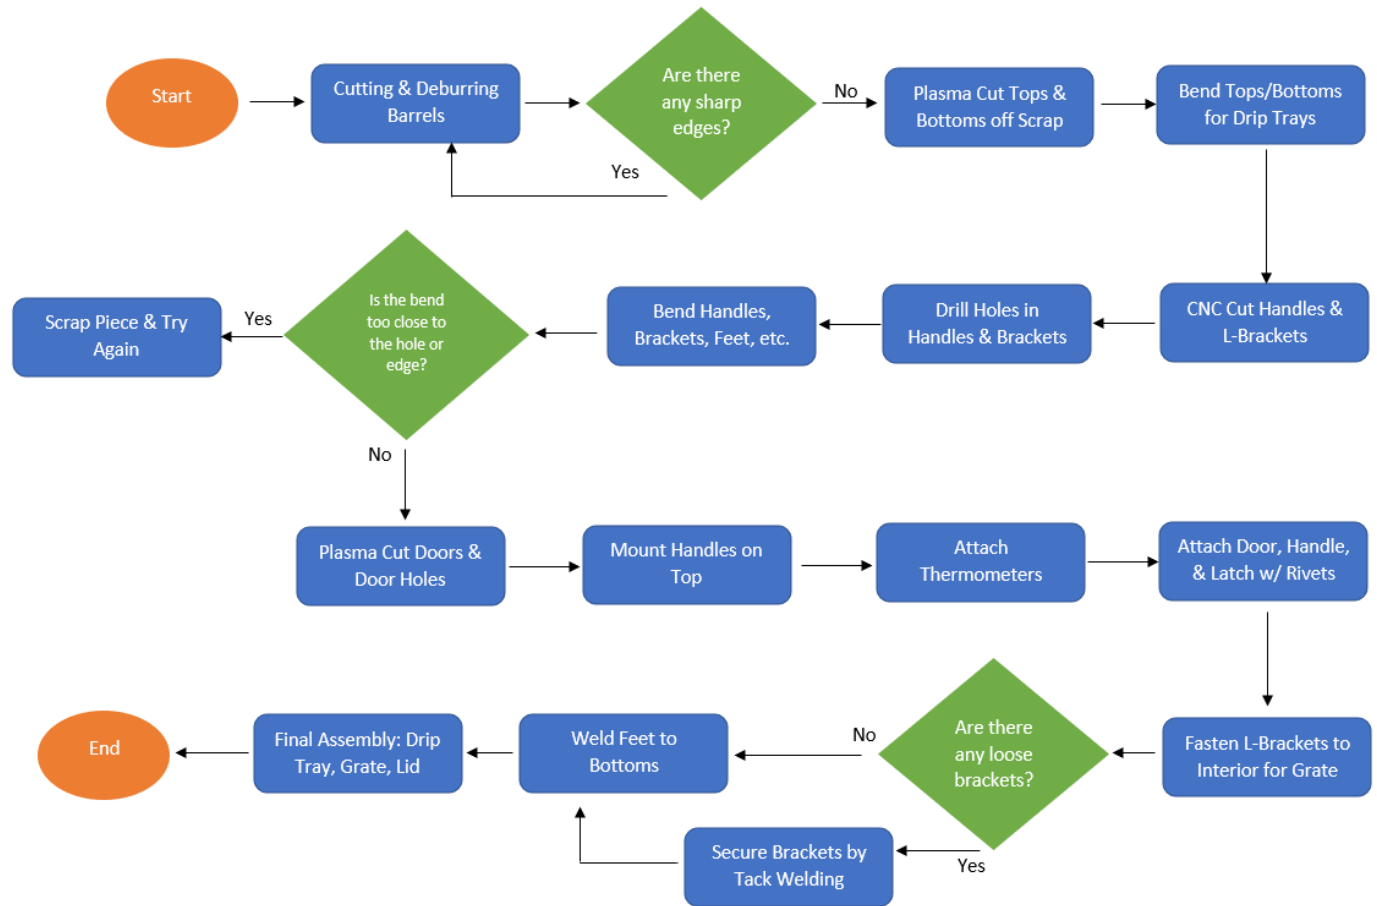 Start
Cutting & Deburring
Barrels
Are there
any sharp
edges?
No
Plasma Cut Tops &
Bottoms off Scrap
Bend Tops/Bottoms
for Drip Trays
Yes
Scrap Piece & Try
Again
Yes
Is the bend
too close to
the hole or
edge?
Bend Handles,
Brackets, Feet, etc.
Drill Holes in
Handles & Brackets
CNC Cut Handles &
L-Brackets
No
Plasma Cut Doors &
Door Holes
Mount Handles on
Top
Attach
Thermometers
Attach Door, Handle,
& Latch w/ Rivets
End
Final Assembly: Drip
Tray, Grate, Lid
Weld Feet to
Bottoms
No
Are there
any loose
brackets?
Fasten L-Brackets to
Interior for Grate
Secure Brackets by
Tack Welding
Yes